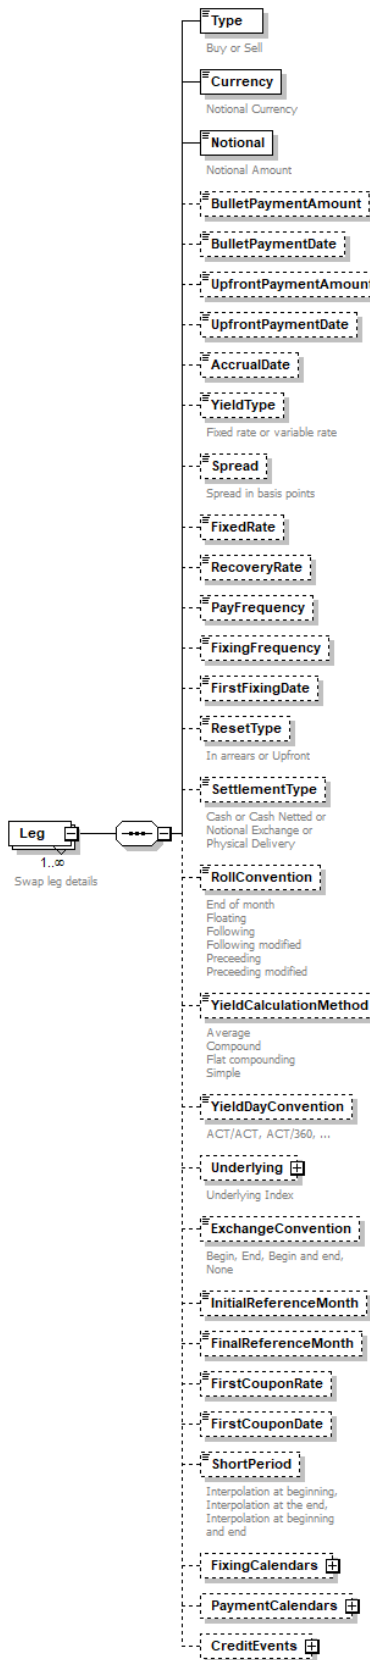 Type
Buy or Sell
Currency
Notional Currency
Notional
Notional Amount
BulletPaymentAmount
BulletPaymentDate
UpfrontPaymentAmount
UpfrontPaymentDate
AccrualDate
YieldType
Fixed rate or variable rate
Spread
Spread in basis points
FixedRate
RecoveryRate
PayFrequency
FixingFrequency
FirstFixingDate
ResetType
In arrears or Upfront
SettlementType
Cash or Cash Netted or
Notional Exchange or
Physical Delivery
Leg
1..∞
Swap leg details
RollConvention
End of month
Floating
Following
Following modified
Preceeding
Preceeding modified
YieldCalculationMethod
Average
Compound
Flat compounding
Simple
YieldDayConvention
ACT/ACT, ACT/360, ...
Underlying
Underlying Index
ExchangeConvention
Begin, End, Begin and end,
None
InitialReferenceMonth
FinalReferenceMonth
FirstCouponRate
FirstCouponDate
ShortPeriod
Interpolation at beginning,
Interpolation at the end,
Interpolation at beginning
and end
FixingCalendars
PaymentCalendars
CreditEvents